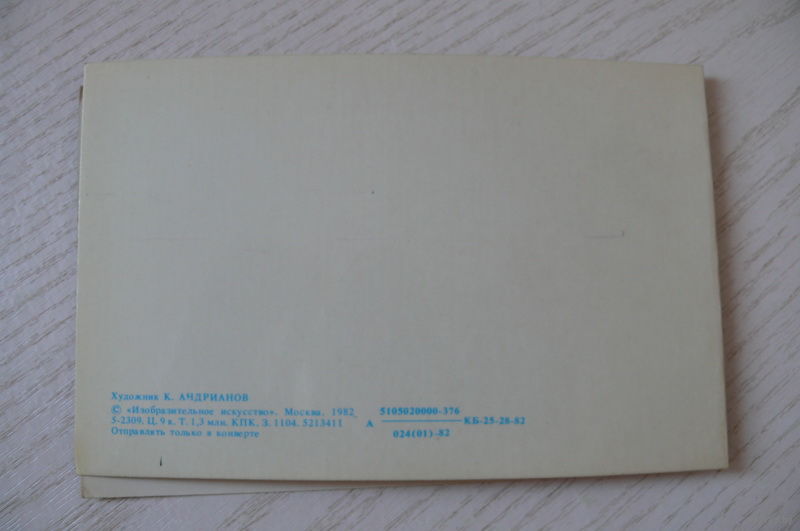 Художник К. АНДРИАНОВ
© «Изобразительное искусство». Москва. 1982
5-2309. Ц. 9 к. Т. 1,3 млн. КПК. З. 1104. 5213411
Отправлять только в конверте
А 5105020000-376 КБ-25-28-82
024(01)-82